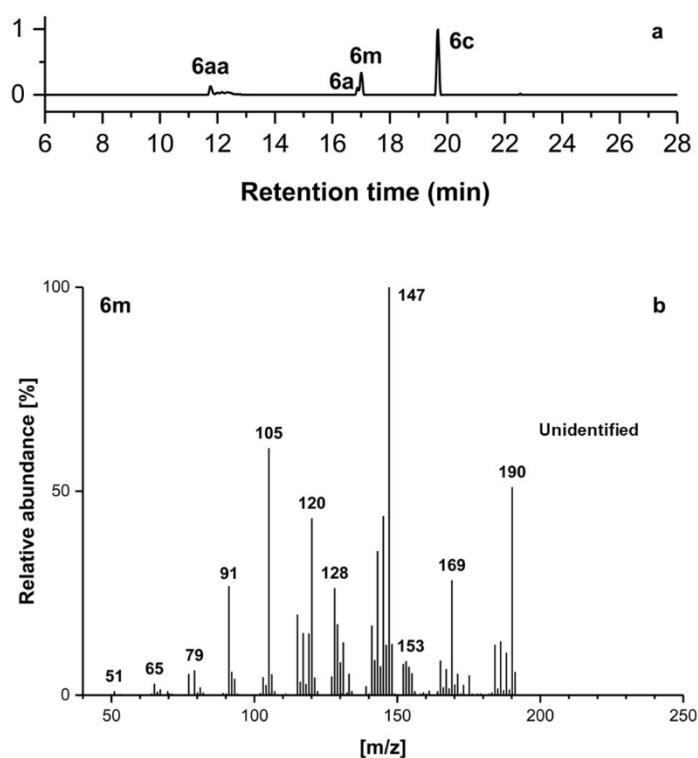 1
0
6aa
6a
6m
6c
a
6 8 10 12 14 16 18 20 22 24 26 28
Retention time (min)
6m
b
100
50
0
Relative abundance [%]
147
Unidentified
105
190
120
91
128
169
79
153
65
51
50 100 150 200 250
[m/z]